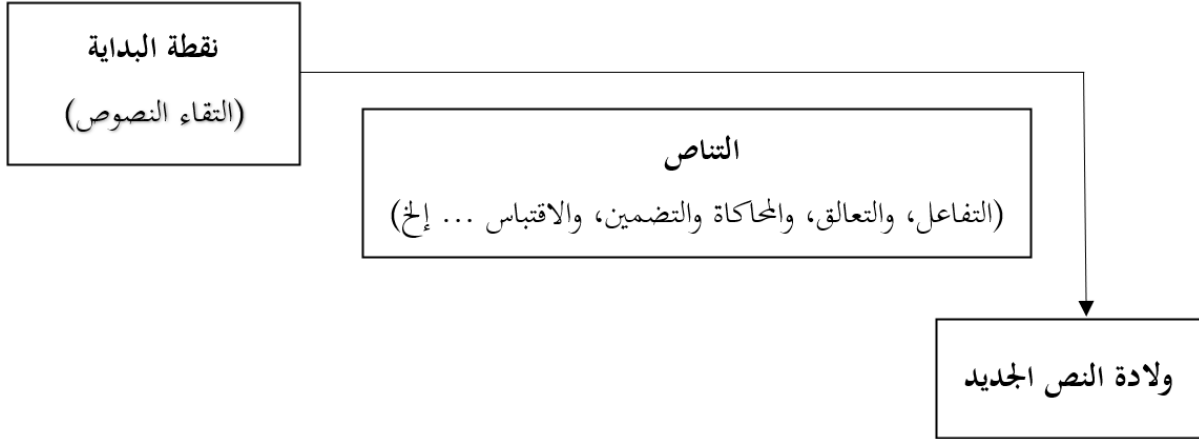 نقطة البداية
(التقاء النصوص)
التناص
(التفاعل، والتعالق، والمحاكاة والتضمين، والاقتباس ... إلخ)
ولادة النص الجديد